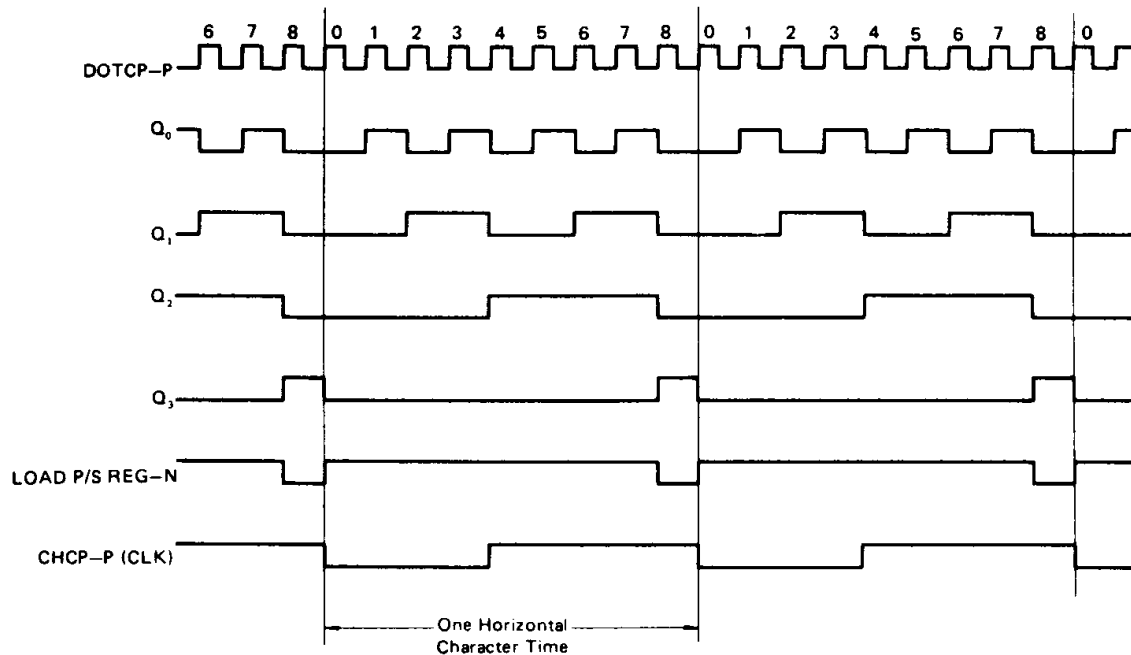 6 7 8 0 1 2 3 4 5 6 7 8 0 1 2 3 4 5 6 7 8 0
DOTCP–P
Q₀
Q₁
Q₂
Q₃
LOAD P/S REG–N
CHCP–P (CLK)
One Horizontal
Character Time